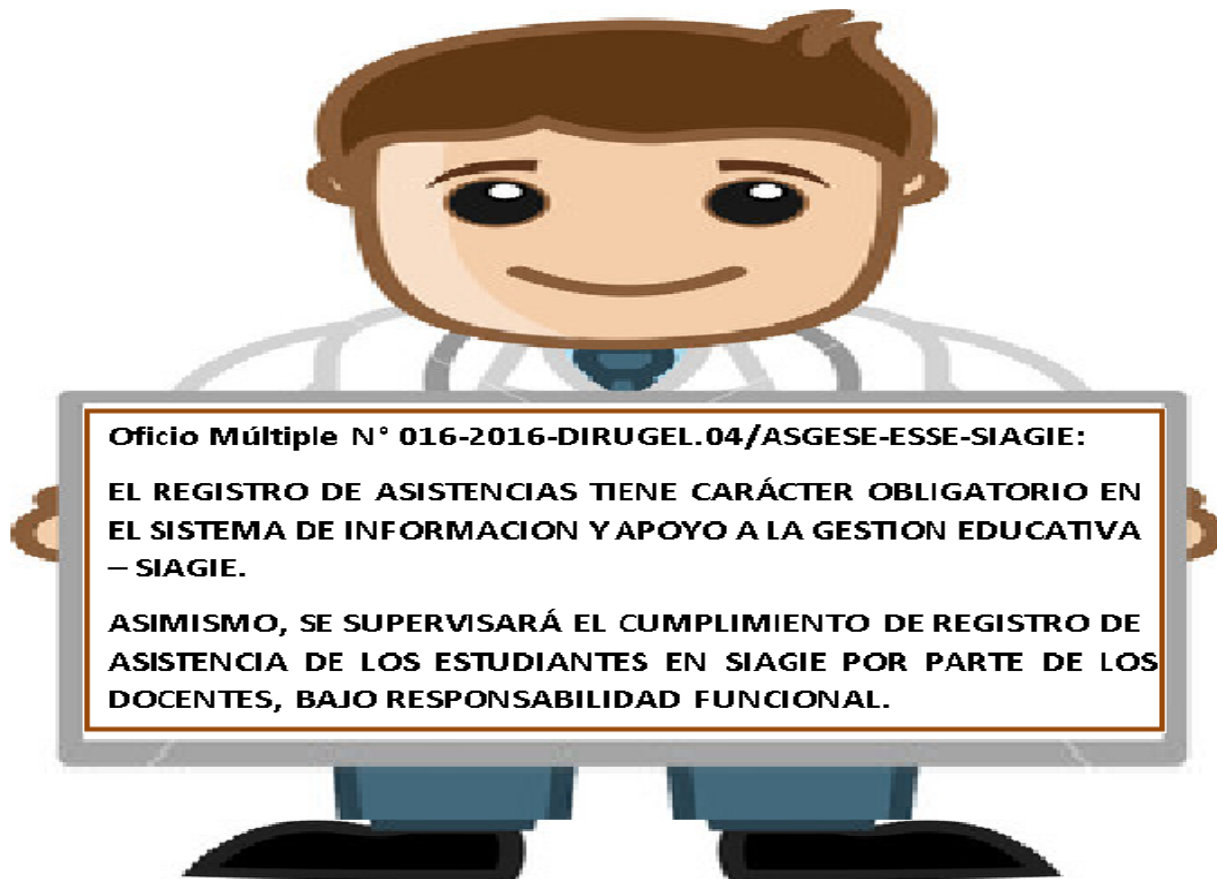 Oficio Múltiple N° 016-2016-DIRUGEL.04/ASGESE-ESSE-SIAGIE:
EL REGISTRO DE ASISTENCIAS TIENE CARÁCTER OBLIGATORIO EN
EL SISTEMA DE INFORMACION Y APOYO A LA GESTION EDUCATIVA
– SIAGIE.
ASIMISMO, SE SUPERVISARÁ EL CUMPLIMIENTO DE REGISTRO DE
ASISTENCIA DE LOS ESTUDIANTES EN SIAGIE POR PARTE DE LOS
DOCENTES, BAJO RESPONSABILIDAD FUNCIONAL.